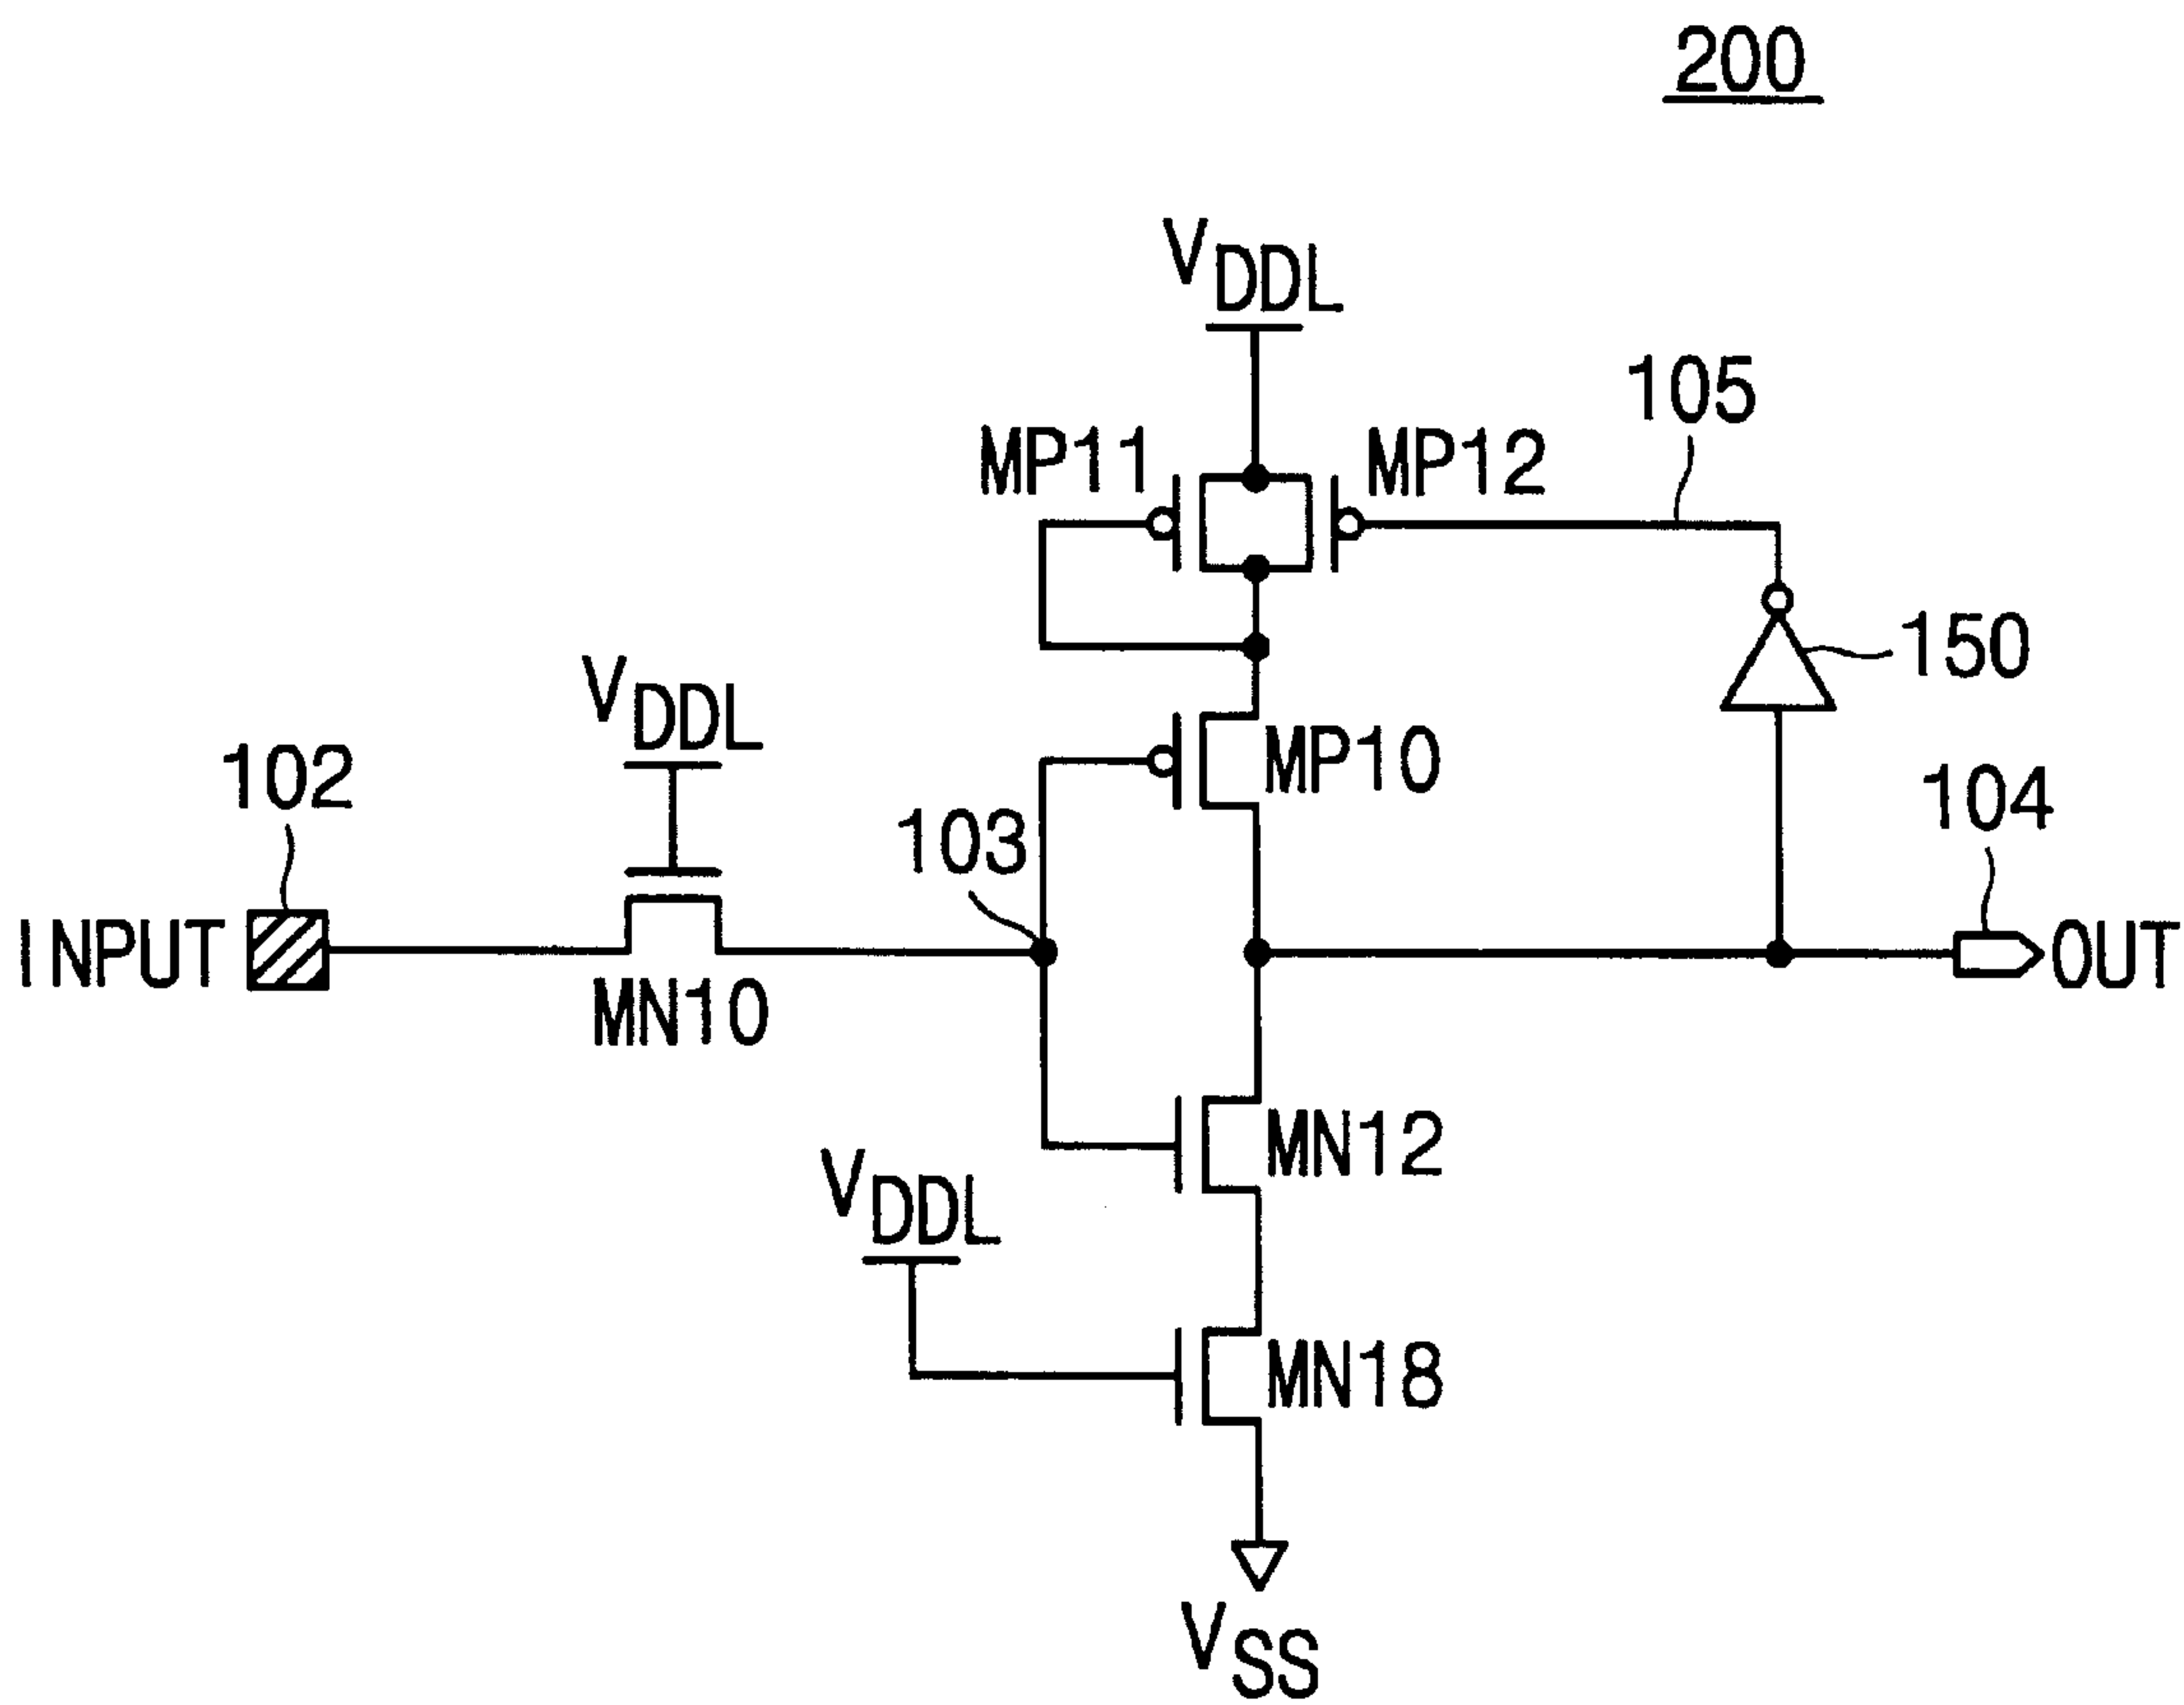 200
VDDL
105
MP11
MP12
150
VDDL
MP10
102
104
103
INPUT
OUT
MN10
MN12
VDDL
MN18
VSS